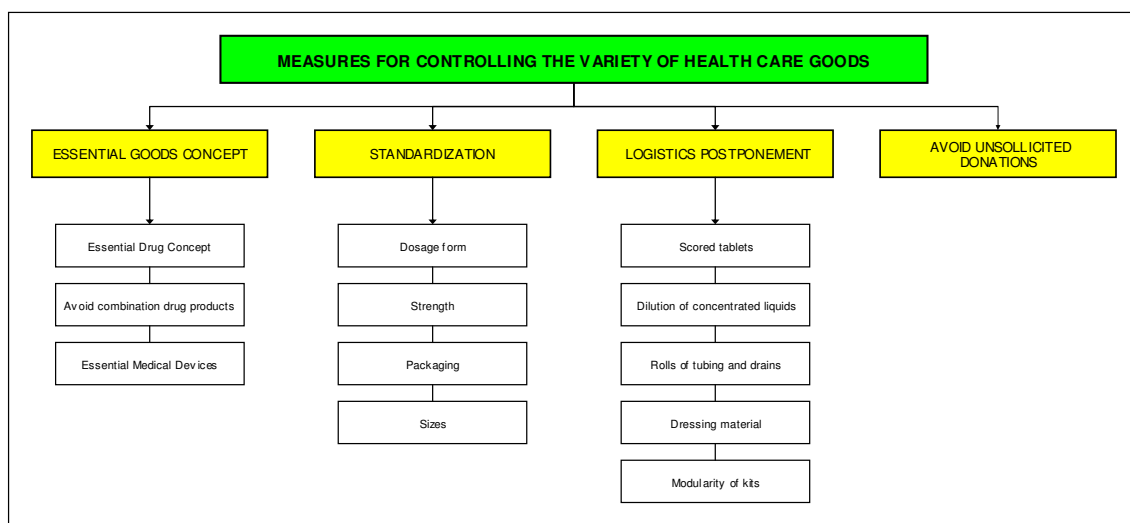 MEASURES FOR CONTROLLING THE VARIETY OF HEALTH CARE GOODS
ESSENTIAL GOODS CONCEPT
STANDARDIZATION
LOGISTICS POSTPONEMENT
AVOID UNSOLLICITED
DONATIONS
Essential Drug Concept
Avoid combination drug products
Essential Medical Devices
Dosage form
Strength
Packaging
Sizes
Scored tablets
Dilution of concentrated liquids
Rolls of tubing and drains
Dressing material
Modularity of kits